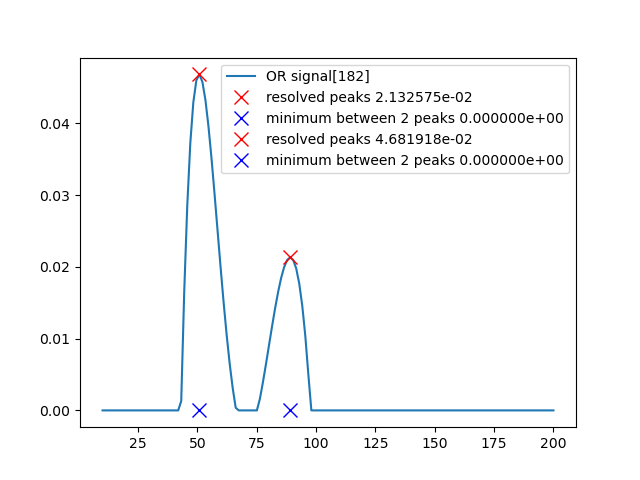 OR signal[182]
resolved peaks 2.132575e-02
minimum between 2 peaks 0.000000e+00
resolved peaks 4.681918e-02
minimum between 2 peaks 0.000000e+00
0.04
0.03
0.02
0.01
0.00
25 50 75 100 125 150 175 200